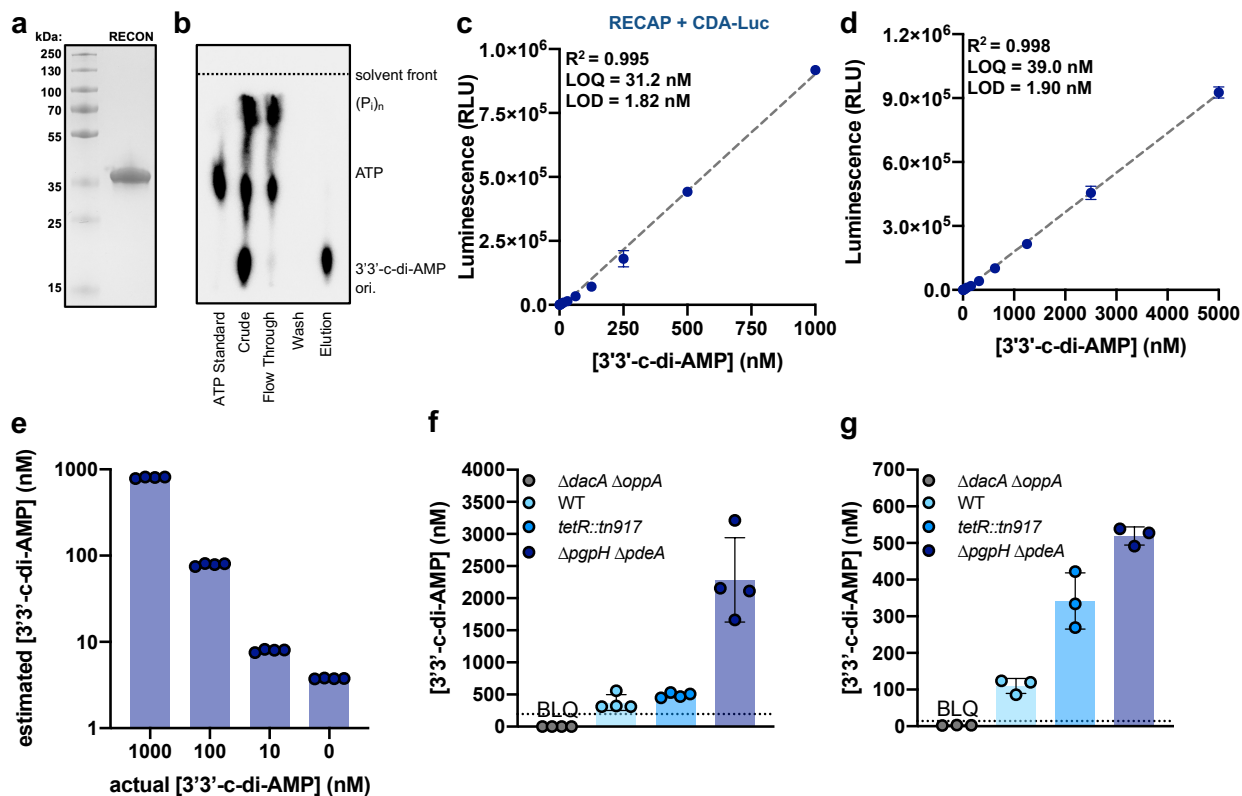 a
kDa:
RECON
250
130
100
70
55
35
25
15
b
solvent front
(Pi)n
ATP
3'3'-c-di-AMP
ori.
ATP Standard
Crude
Flow Through
Wash
Elution
c
RECAP + CDA-Luc
R² = 0.995
LOQ = 31.2 nM
LOD = 1.82 nM
Luminescence (RLU)
1.0×10⁶
7.5×10⁵
5.0×10⁵
2.5×10⁵
0.0
0 250 500 750 1000
[3'3'-c-di-AMP] (nM)
d
R² = 0.998
LOQ = 39.0 nM
LOD = 1.90 nM
Luminescence (RLU)
1.2×10⁶
9.0×10⁵
6.0×10⁵
3.0×10⁵
0.0
0 1000 2000 3000 4000 5000
[3'3'-c-di-AMP] (nM)
e
estimated [3'3'-c-di-AMP] (nM)
1000
100
10
1
1000 100 10 0
actual [3'3'-c-di-AMP] (nM)
f
[3'3'-c-di-AMP] (nM)
4000
3500
3000
2500
2000
1500
1000
500
0
ΔdacA ΔoppA
WT
tetR::tn917
ΔpgpH ΔpdeA
BLQ
g
[3'3'-c-di-AMP] (nM)
700
600
500
400
300
200
100
0
ΔdacA ΔoppA
WT
tetR::tn917
ΔpgpH ΔpdeA
BLQ